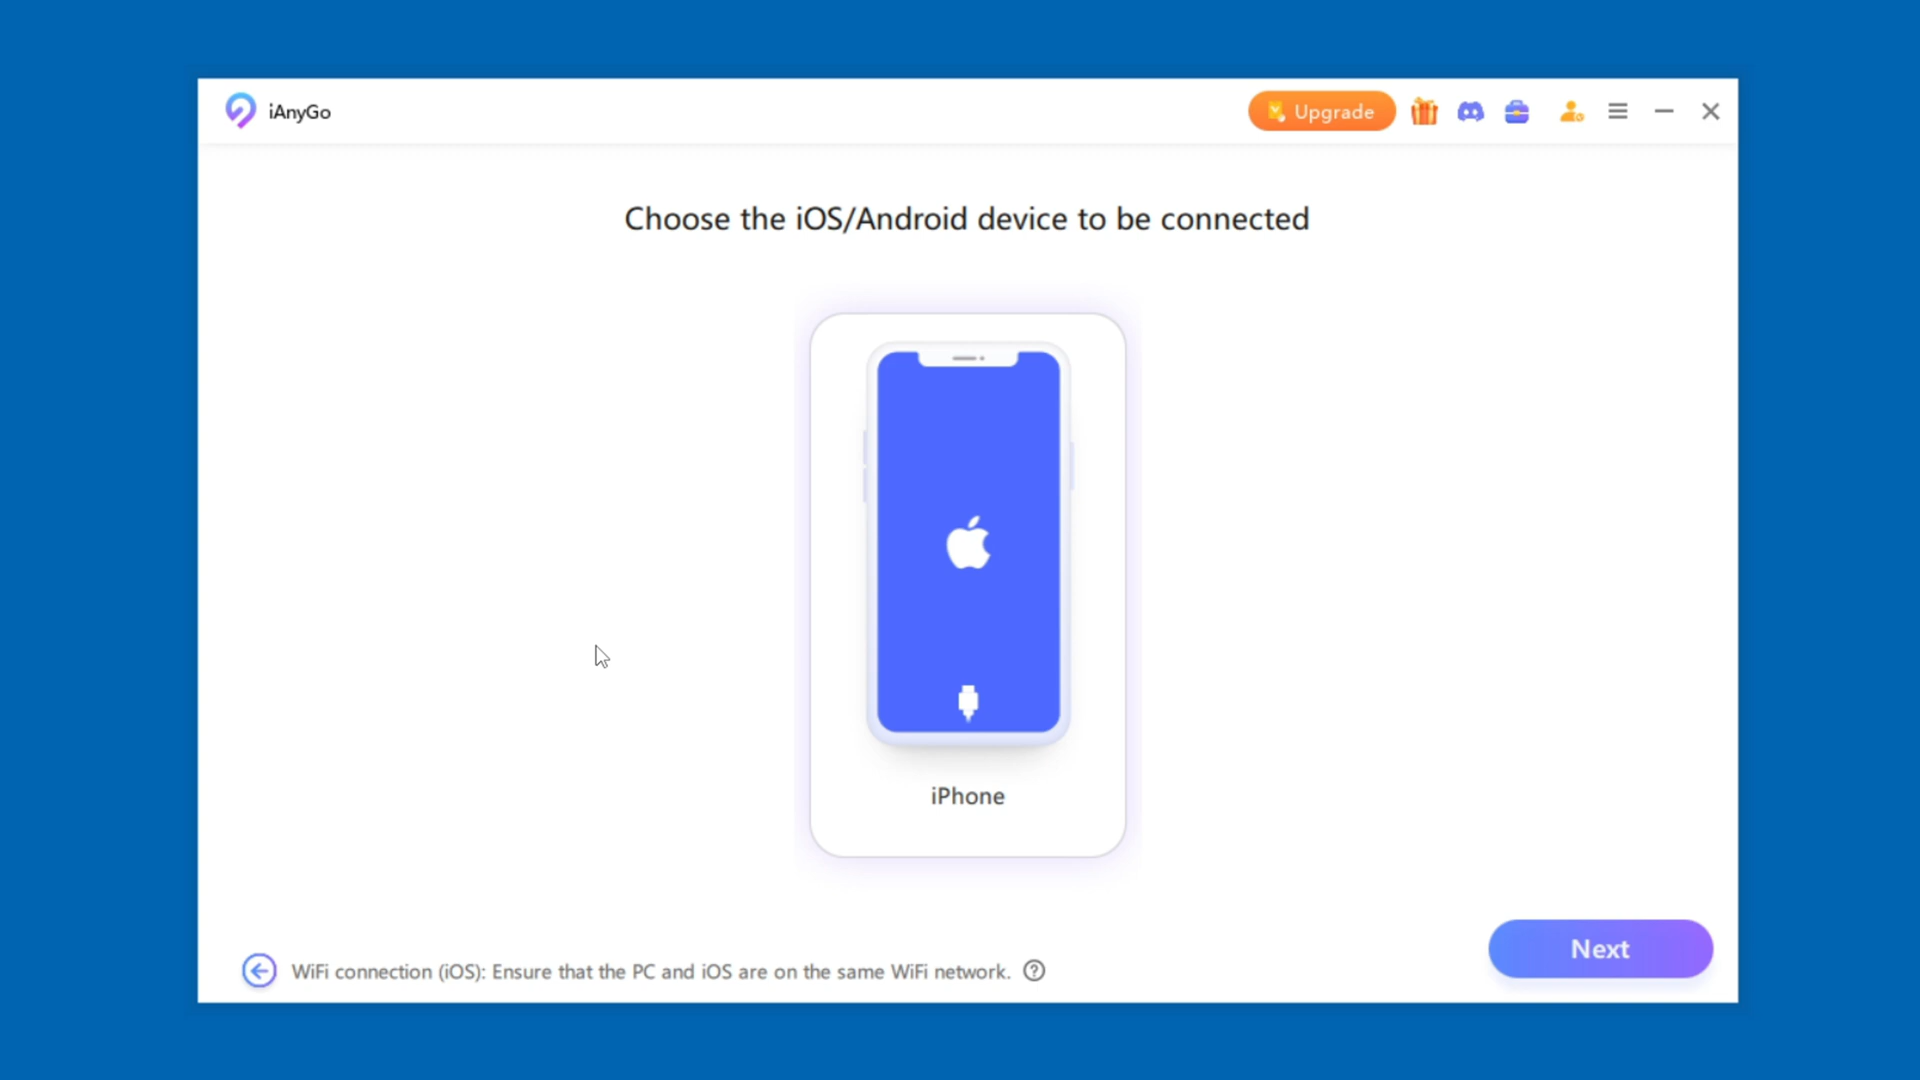 iAnyGo
Upgrade
Choose the iOS/Android device to be connected
iPhone
Next
WiFi connection (iOS): Ensure that the PC and iOS are on the same WiFi network.